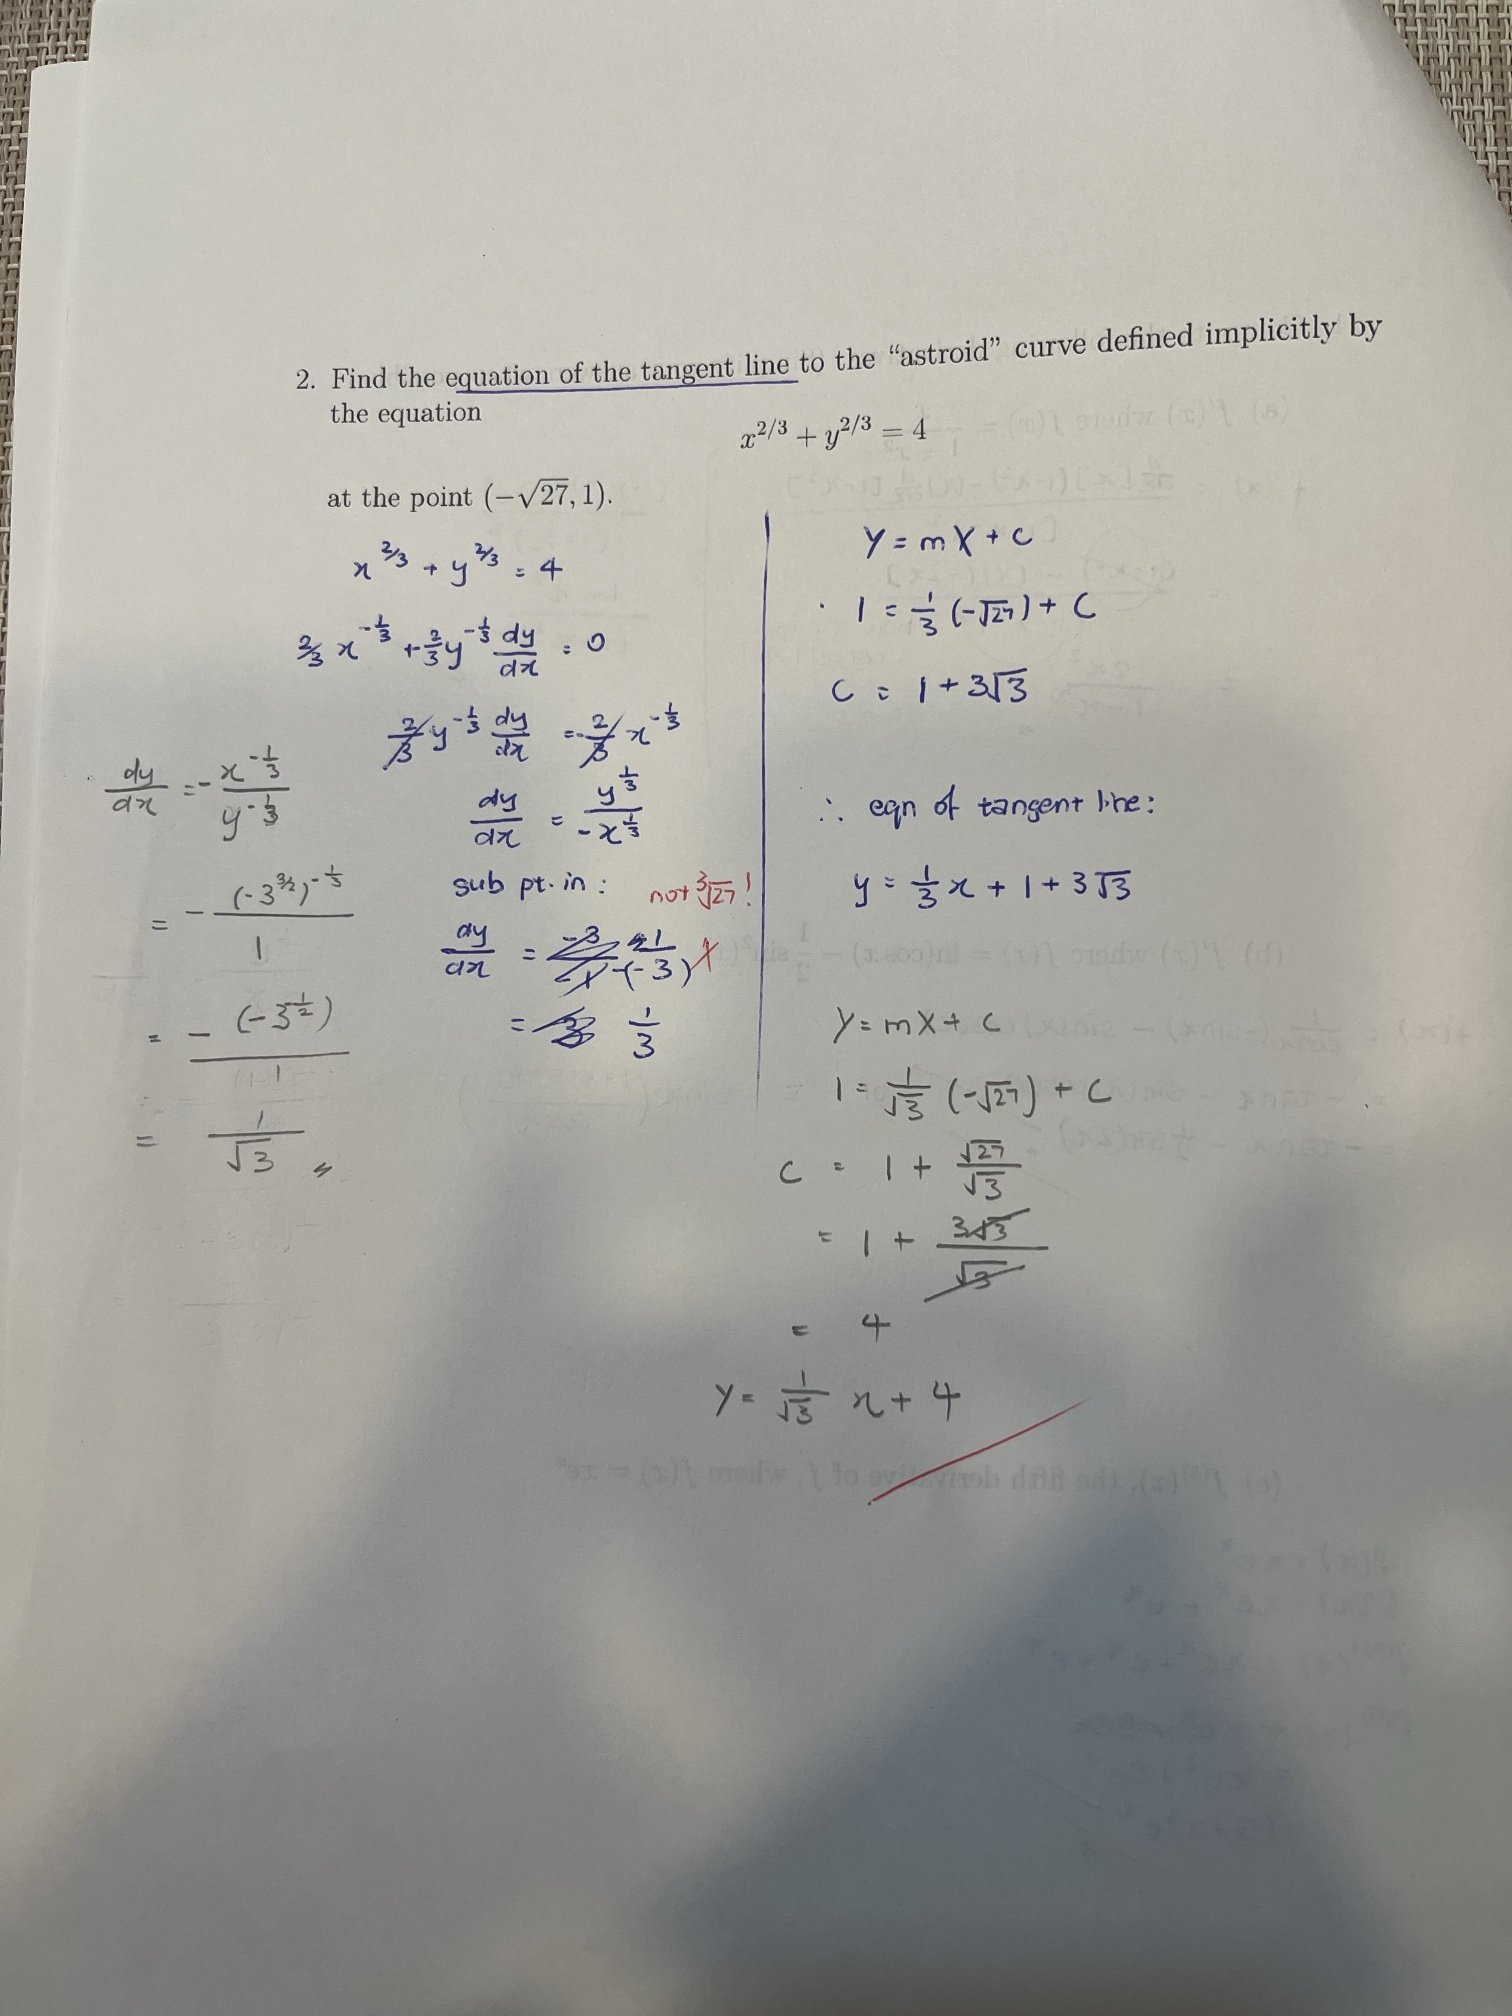 2. Find the equation of the tangent line to the “astroid” curve defined implicitly by
the equation
x^{2/3} + y^{2/3} = 4
at the point (−√27, 1).
x^{2/3} + y^{2/3} = 4
2/3 x^{-1/3} + 2/3 y^{-1/3} dy/dx = 0
2/3 y^{-1/3} dy/dx = -2/3 x^{-1/3}
dy/dx = y^{1/3}/-x^{1/3}
sub pt. in : not ∛27!
dy/dx = 1/-(-3) X
= 1/3
dy/dx = - x^{-1/3}/y^{-1/3}
= - (-3^{3/2})^{-1/3}/1
= - (-3^{1/2})/1
= 1/√3 //
Y = mX + C
1 = 1/3 (-√27) + C
C = 1 + 3√3
∴ eqn of tangent line:
y = 1/3 x + 1 + 3√3
Y = mX + C
1 = 1/√3 (-√27) + C
C = 1 + √27/√3
= 1 + 3√3/√3
= 4
Y = 1/√3 x + 4